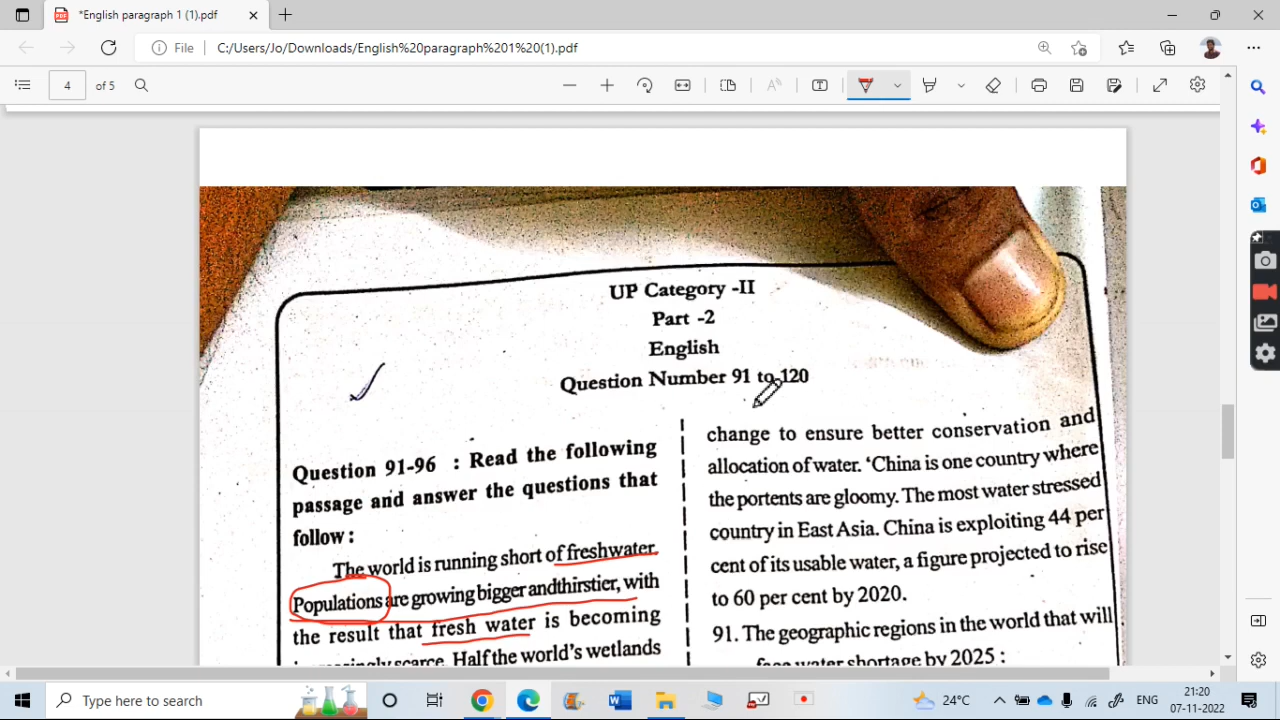 *English paragraph 1 (1).pdf
File
C:/Users/Jo/Downloads/English%20paragraph%201%20(1).pdf
4
of 5
UP Category -II
Part -2
English
Question Number 91 to 120
Question 91-96 : Read the following
passage and answer the questions that
follow :
The world is running short of freshwater.
Populations are growing bigger andthirstier, with
the result that fresh water is becoming
scarce. Half the world's wetlands
change to ensure better conservation and
allocation of water. 'China is one country where
the portents are gloomy. The most water stressed
country in East Asia. China is exploiting 44 per
cent of its usable water, a figure projected to rise
to 60 per cent by 2020.
91. The geographic regions in the world that will
face water shortage by 2025 :
Type here to search
24°C
ENG
21:20
07-11-2022